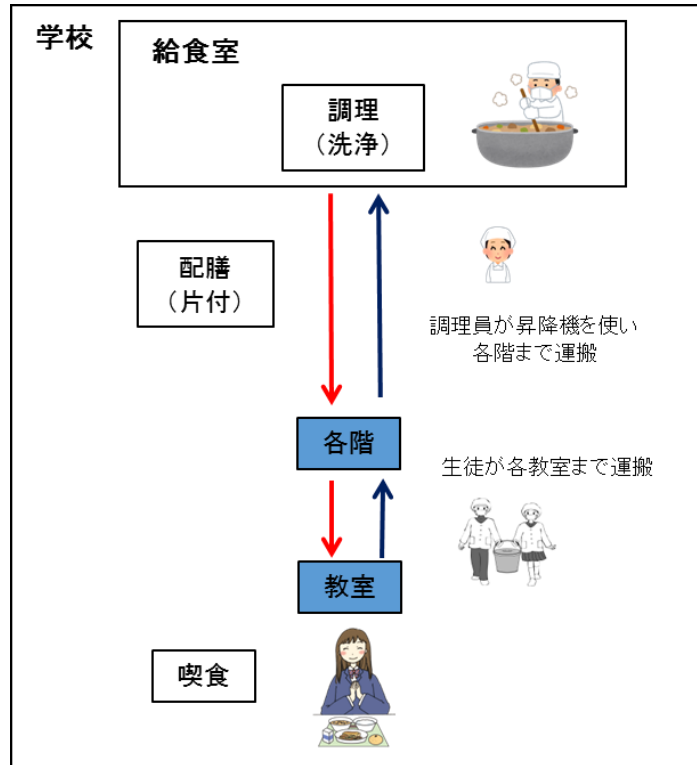 学校
給食室
調理
（洗浄）
配膳
（片付）
調理員が昇降機を使い
各階まで運搬
各階
生徒が各教室まで運搬
教室
喫食